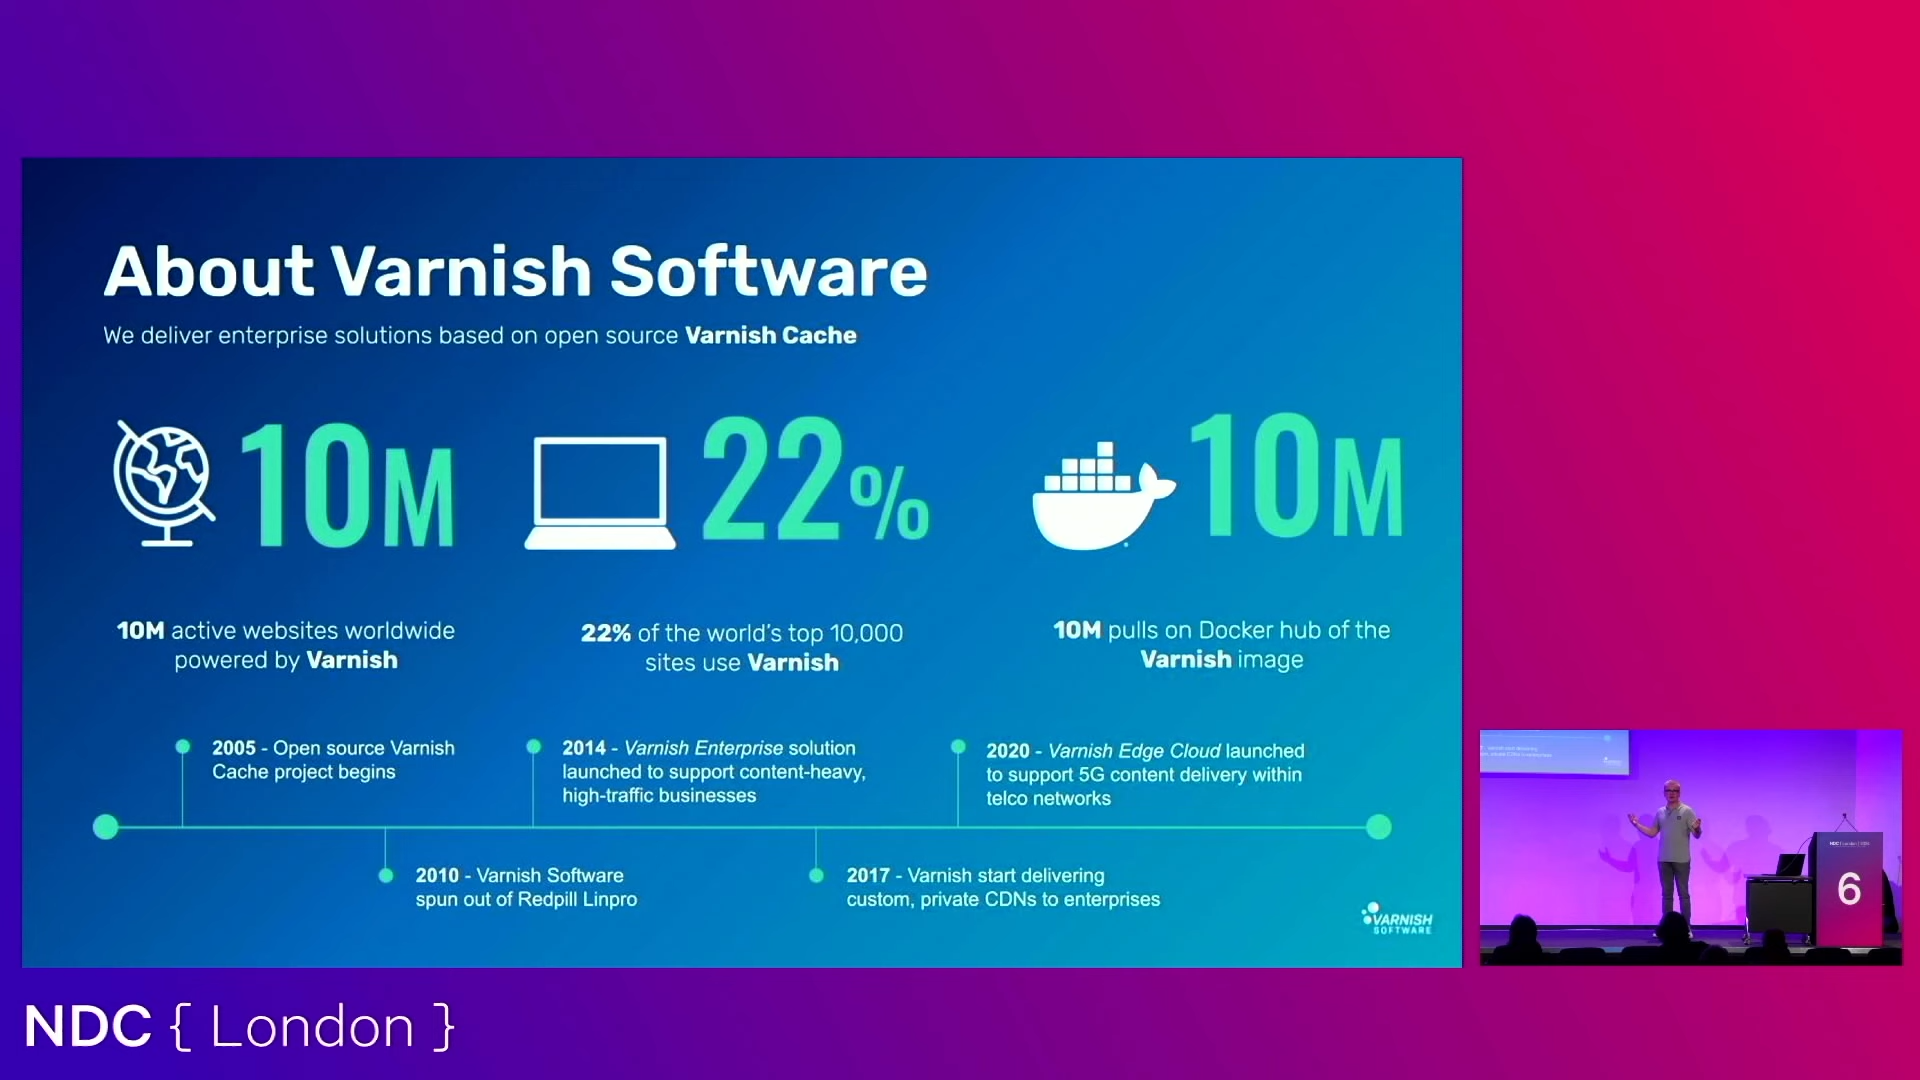 About Varnish Software
We deliver enterprise solutions based on open source Varnish Cache
10M
22%
10M
10M active websites worldwide
powered by Varnish
22% of the world's top 10,000
sites use Varnish
10M pulls on Docker hub of the
Varnish image
2005 - Open source Varnish
Cache project begins
2014 - Varnish Enterprise solution
launched to support content-heavy,
high-traffic businesses
2020 - Varnish Edge Cloud launched
to support 5G content delivery within
telco networks
2010 - Varnish Software
spun out of Redpill Linpro
2017 - Varnish start delivering
custom, private CDNs to enterprises
VARNISH
SOFTWARE
6
NDC { London }